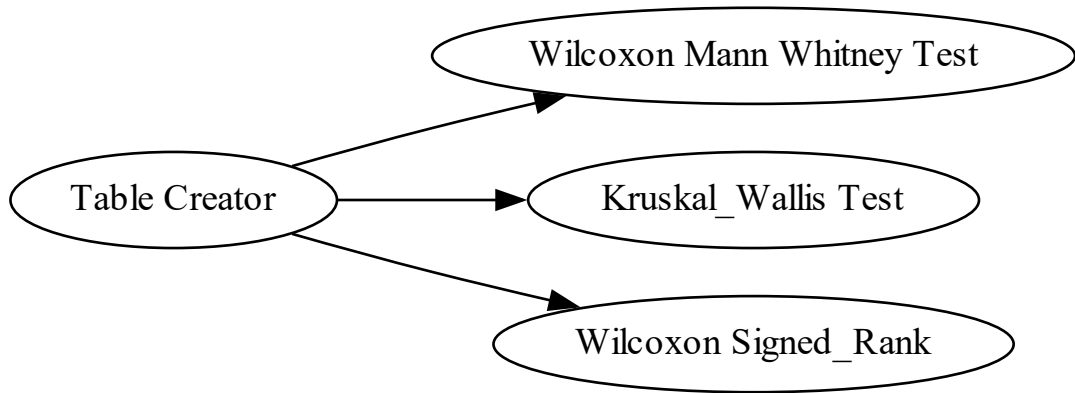 Wilcoxon Mann Whitney Test
Table Creator
Kruskal_Wallis Test
Wilcoxon Signed_Rank